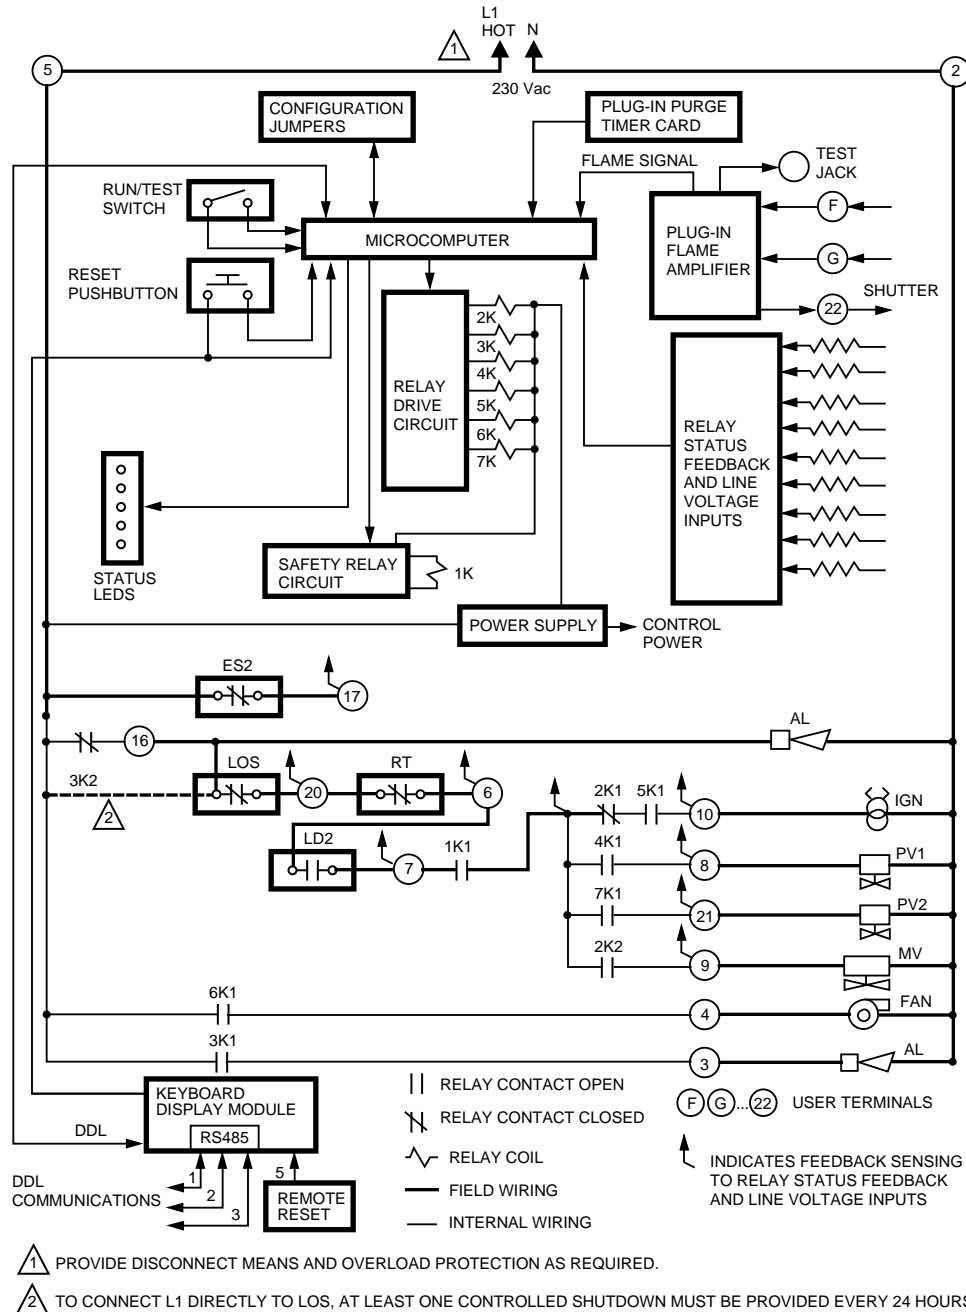 L1
HOT N
1
5
2
230 Vac
CONFIGURATION
JUMPERS
PLUG-IN PURGE
TIMER CARD
FLAME SIGNAL
TEST
JACK
RUN/TEST
SWITCH
F
MICROCOMPUTER
PLUG-IN
FLAME
AMPLIFIER
G
RESET
PUSHBUTTON
SHUTTER
22
2K
3K
4K
5K
6K
7K
RELAY
DRIVE
CIRCUIT
RELAY
STATUS
FEEDBACK
AND LINE
VOLTAGE
INPUTS
STATUS
LEDS
SAFETY RELAY
CIRCUIT
1K
POWER SUPPLY
CONTROL
POWER
ES2
17
16
AL
3K2
LOS
RT
20
6
2
2K1
5K1
10
IGN
LD2
1K1
7
4K1
8
PV1
7K1
21
PV2
2K2
9
MV
6K1
4
FAN
3K1
3
AL
KEYBOARD
DISPLAY MODULE
RS485
DDL
DDL
COMMUNICATIONS
1
2
3
5
REMOTE
RESET
RELAY CONTACT OPEN
RELAY CONTACT CLOSED
RELAY COIL
FIELD WIRING
INTERNAL WIRING
F G ... 22 USER TERMINALS
INDICATES FEEDBACK SENSING
TO RELAY STATUS FEEDBACK
AND LINE VOLTAGE INPUTS
1 PROVIDE DISCONNECT MEANS AND OVERLOAD PROTECTION AS REQUIRED.
2 TO CONNECT L1 DIRECTLY TO LOS, AT LEAST ONE CONTROLLED SHUTDOWN MUST BE PROVIDED EVERY 24 HOURS